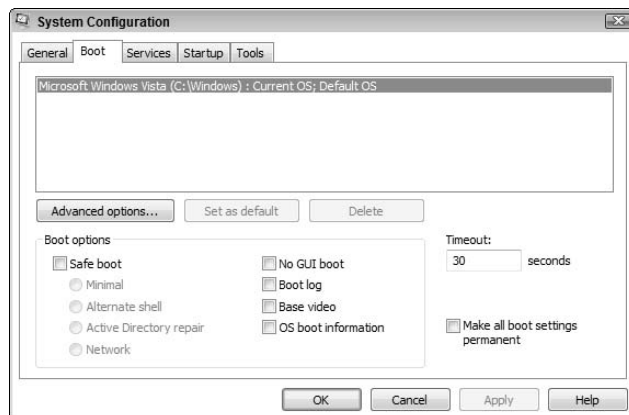 System Configuration
General Boot Services Startup Tools
Microsoft Windows Vista (C:\Windows) : Current OS; Default OS
Advanced options... Set as default Delete
Boot options
Safe boot
Minimal
Alternate shell
Active Directory repair
Network
No GUI boot
Boot log
Base video
OS boot information
Timeout:
30 seconds
Make all boot settings
permanent
OK Cancel Apply Help